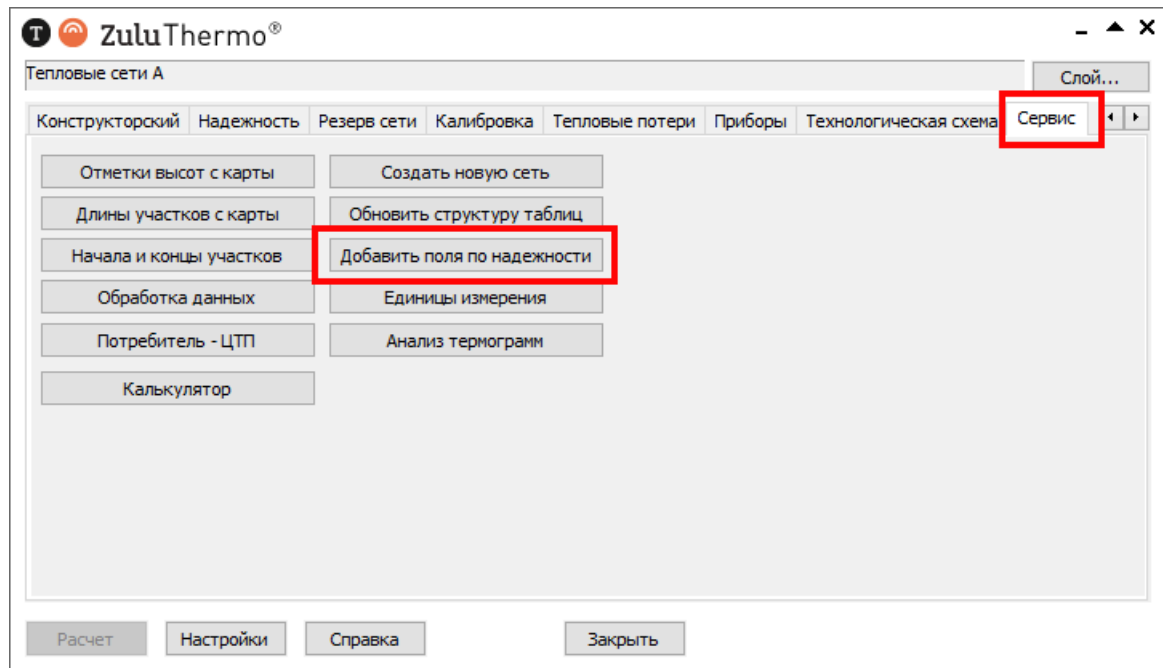 ZuluThermo®
Тепловые сети А
Слой...
Конструкторский Надежность Резерв сети Калибровка Тепловые потери Приборы Технологическая схема Сервис
Отметки высот с карты Создать новую сеть
Длины участков с карты Обновить структуру таблиц
Начала и концы участков Добавить поля по надежности
Обработка данных Единицы измерения
Потребитель - ЦТП Анализ термограмм
Калькулятор
Расчет Настройки Справка Закрыть